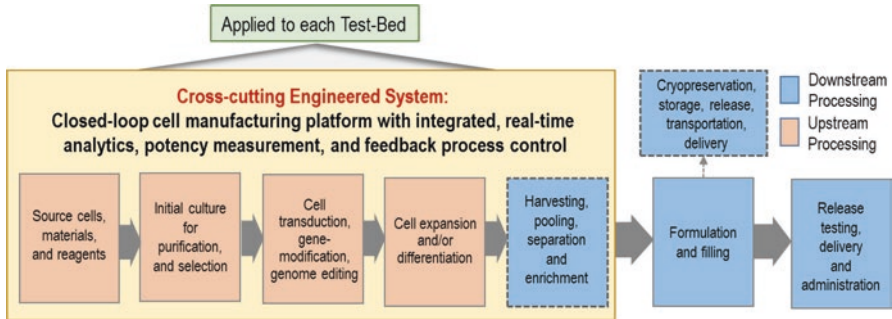 Applied to each Test-Bed
Cross-cutting Engineered System:
Closed-loop cell manufacturing platform with integrated, real-time
analytics, potency measurement, and feedback process control
Source cells,
materials,
and reagents
Initial culture
for
purification,
and selection
Cell
transduction,
gene-
modification,
genome editing
Cell expansion
and/or
differentiation
Harvesting,
pooling,
separation
and
enrichment
Cryopreservation,
storage, release,
transportation,
delivery
Formulation
and filling
Release
testing,
delivery
and
administration
Downstream
Processing
Upstream
Processing